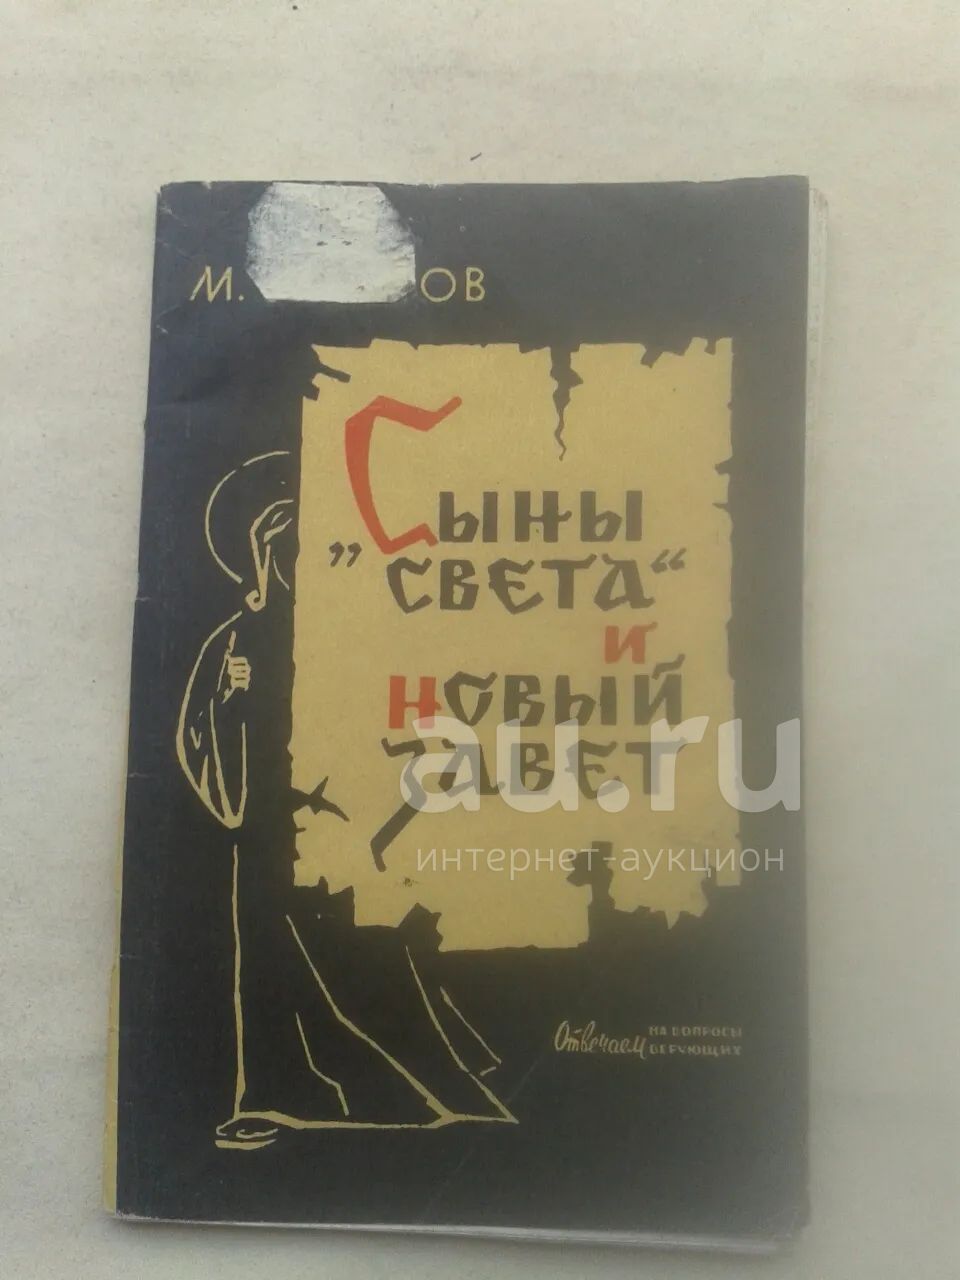 М. ОВ
Сыны
„света“
и
Новый
завет
Отвечаем
на вопросы
верующих
au.ru
интернет-аукцион